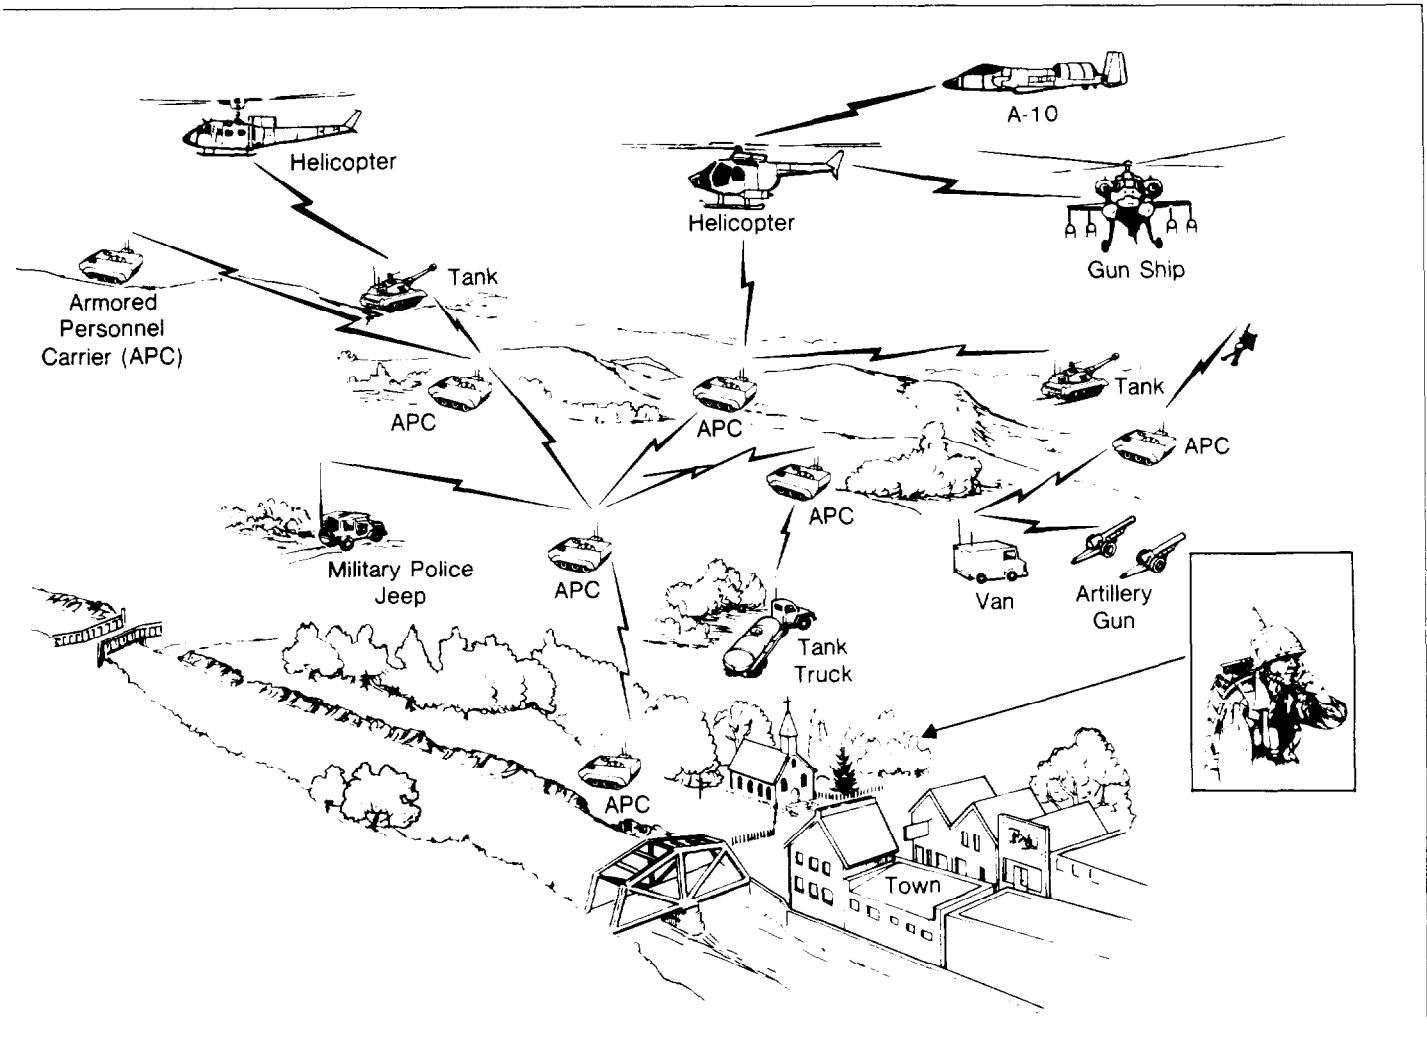 A-10
Helicopter
Helicopter
Gun Ship
Tank
Armored
Personnel
Carrier (APC)
Tank
APC
APC
APC
APC
Military Police
Jeep
APC
Van
Artillery
Gun
Tank
Truck
APC
Town